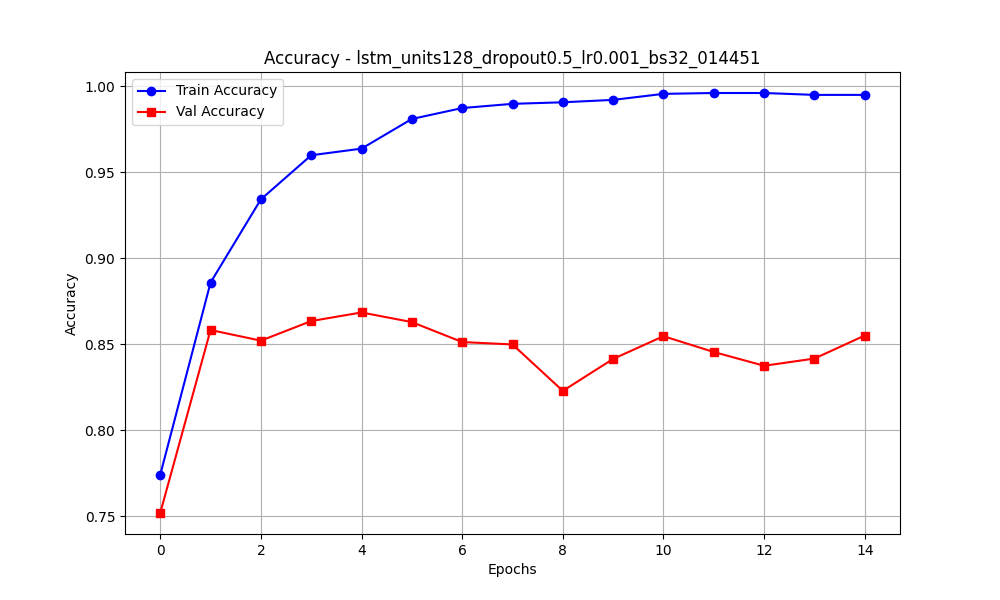 Accuracy - lstm_units128_dropout0.5_lr0.001_bs32_014451
Train Accuracy
Val Accuracy
Accuracy
1.00
0.95
0.90
0.85
0.80
0.75
0 2 4 6 8 10 12 14
Epochs